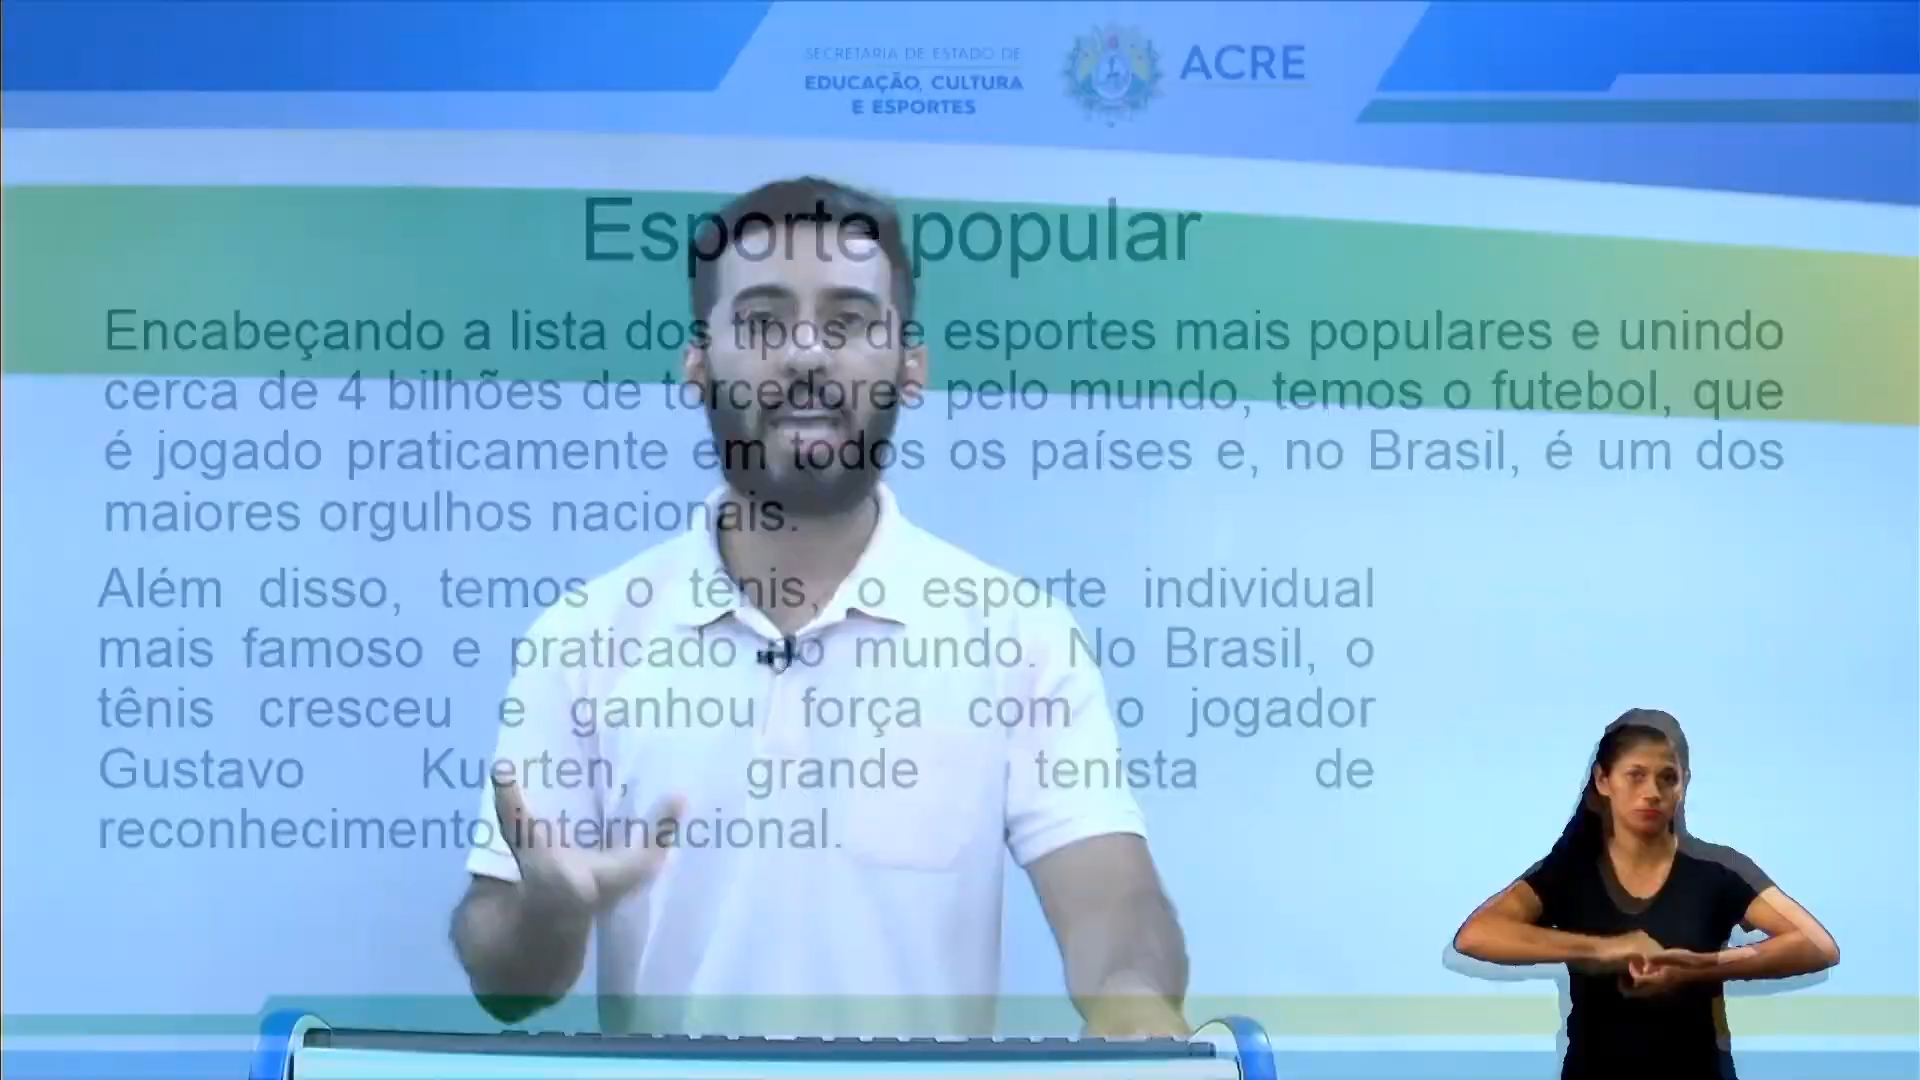 SECRETARIA DE ESTADO DE
EDUCAÇÃO, CULTURA
E ESPORTES
ACRE
Esporte popular
Encabeçando a lista dos tipos de esportes mais populares e unindo
cerca de 4 bilhões de torcedores pelo mundo, temos o futebol, que
é jogado praticamente em todos os países e, no Brasil, é um dos
maiores orgulhos nacionais.
Além disso, temos o tênis, o esporte individual
mais famoso e praticado no mundo. No Brasil, o
tênis cresceu e ganhou força com o jogador
Gustavo Kuerten, grande tenista de
reconhecimento internacional.